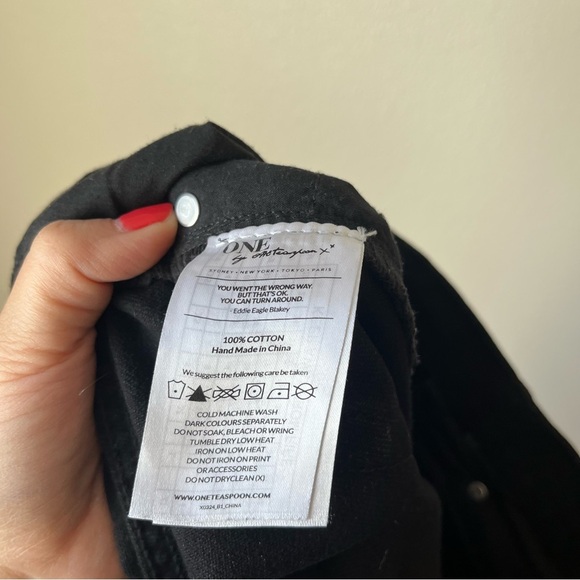 ONE
by oneteaspoon x
SYDNEY • NEW YORK • TOKYO • PARIS
YOU WENT THE WRONG WAY.
BUT THAT'S OK.
YOU CAN TURN AROUND.
- Eddie Eagle Blakey
100% COTTON
Hand Made in China
We suggest the following care be taken
COLD MACHINE WASH
DARK COLOURS SEPARATELY
DO NOT SOAK, BLEACH OR WRING
TUMBLE DRY LOW HEAT
IRON ON LOW HEAT
DO NOT IRON ON PRINT
OR ACCESSORIES
DO NOT DRYCLEAN (X)
WWW.ONETEASPOON.COM
X0324_B1_CHINA